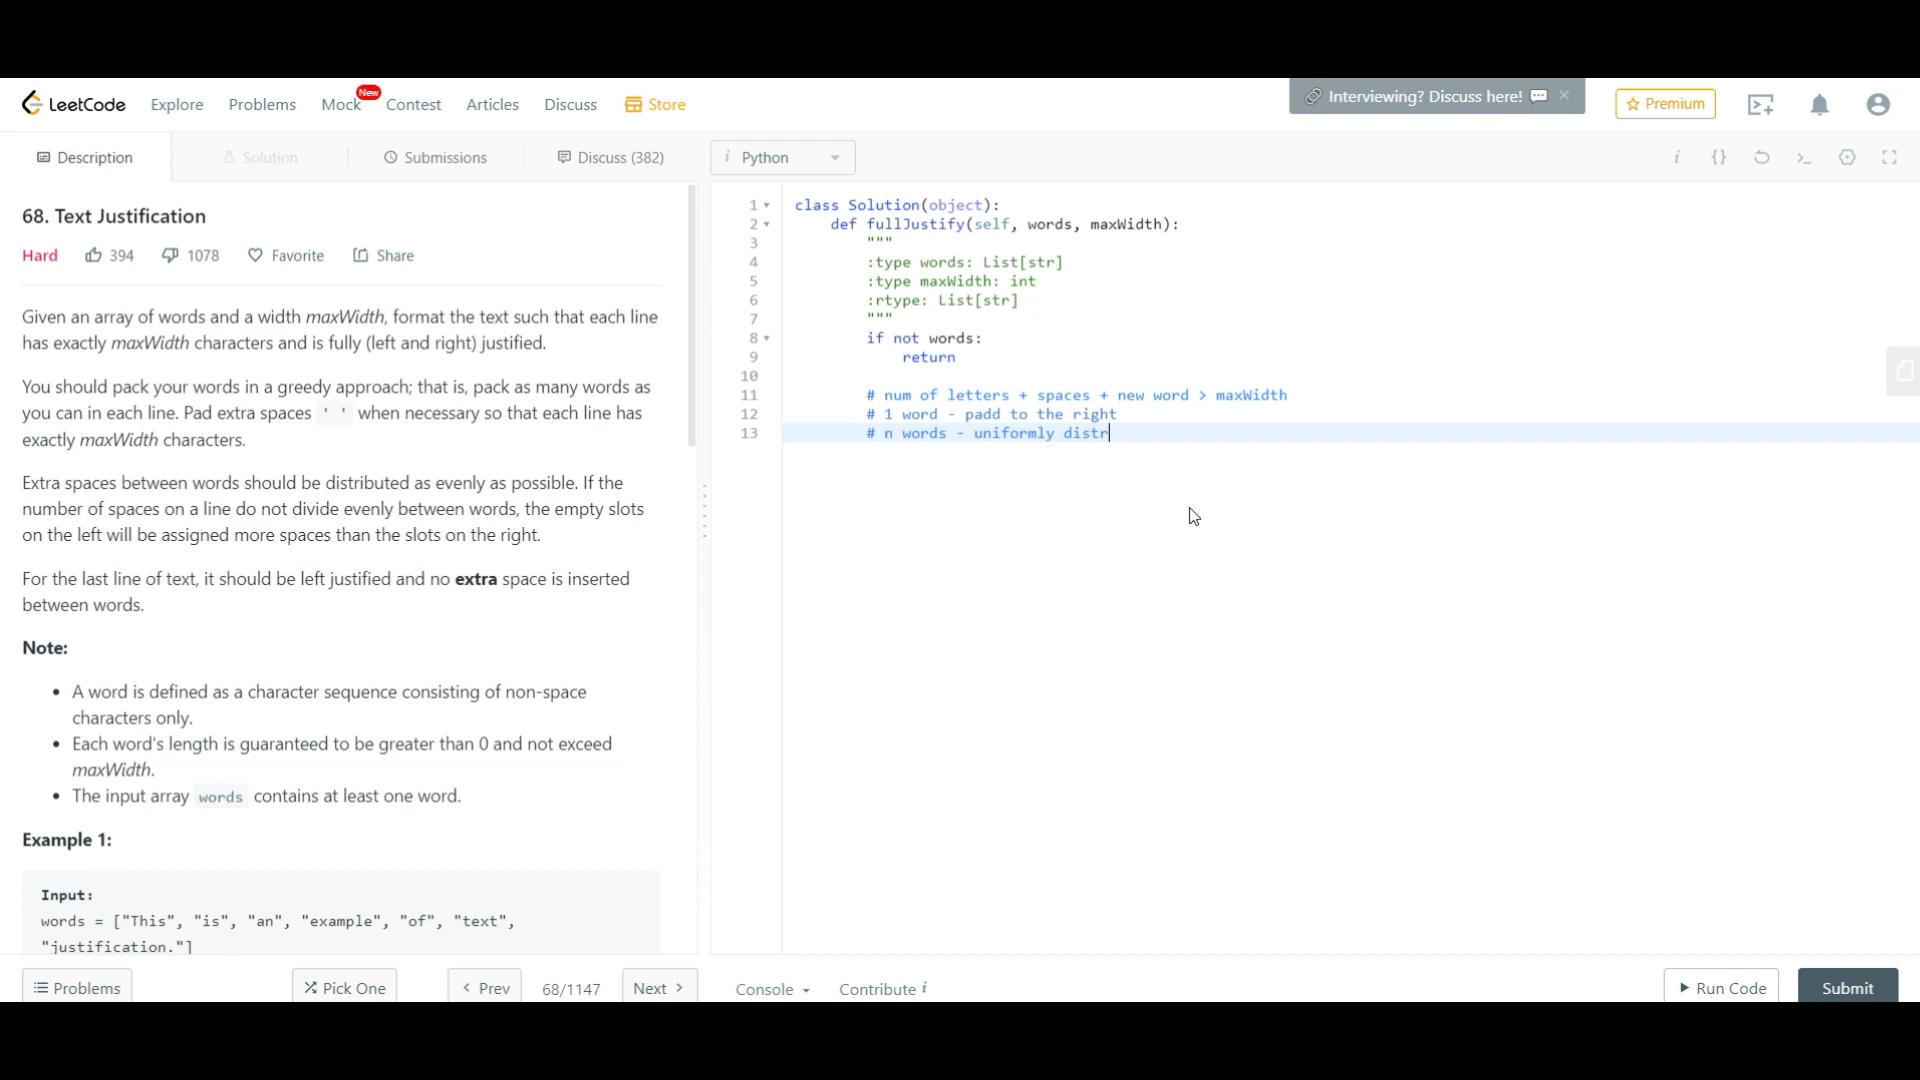 LeetCode
Explore
Problems
Mock
New
Contest
Articles
Discuss
Store
Interviewing? Discuss here!
Premium
Description
Solution
Submissions
Discuss (382)
i Python
i
{}
68. Text Justification
Hard 394 1078 Favorite Share
Given an array of words and a width maxWidth, format the text such that each line
has exactly maxWidth characters and is fully (left and right) justified.
You should pack your words in a greedy approach; that is, pack as many words as
you can in each line. Pad extra spaces ' ' when necessary so that each line has
exactly maxWidth characters.
Extra spaces between words should be distributed as evenly as possible. If the
number of spaces on a line do not divide evenly between words, the empty slots
on the left will be assigned more spaces than the slots on the right.
For the last line of text, it should be left justified and no extra space is inserted
between words.
Note:
• A word is defined as a character sequence consisting of non-space
characters only.
• Each word's length is guaranteed to be greater than 0 and not exceed
maxWidth.
• The input array words contains at least one word.
Example 1:
Input:
words = ["This", "is", "an", "example", "of", "text",
"justification."]
1 class Solution(object):
2 def fullJustify(self, words, maxWidth):
3 """
4 :type words: List[str]
5 :type maxWidth: int
6 :rtype: List[str]
7 """
8 if not words:
9 return
10
11 # num of letters + spaces + new word > maxWidth
12 # 1 word - padd to the right
13 # n words - uniformly distr
Problems
Pick One
< Prev
68/1147
Next >
Console
Contribute i
Run Code
Submit